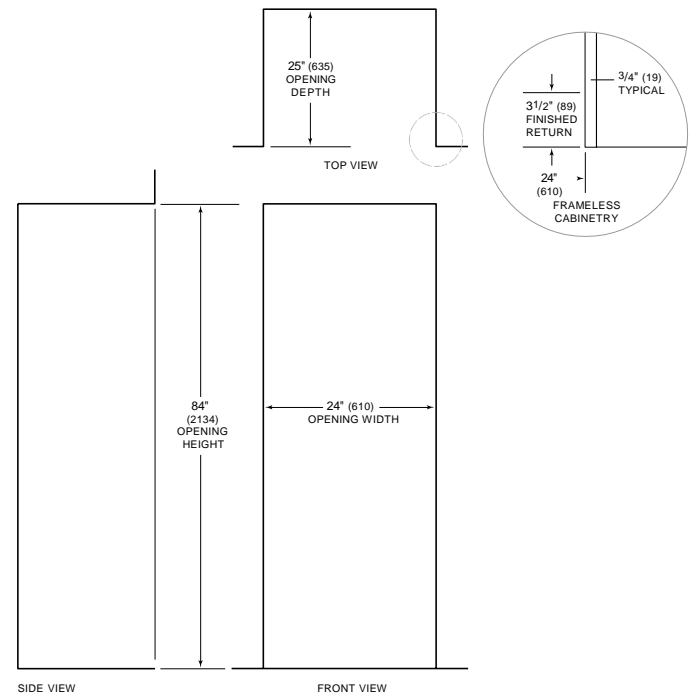 25" (635)
OPENING
DEPTH
TOP VIEW
3/4" (19)
TYPICAL
31/2" (89)
FINISHED
RETURN
24"
(610)
FRAMELESS
CABINETRY
84"
(2134)
OPENING
HEIGHT
24" (610)
OPENING WIDTH
SIDE VIEW
FRONT VIEW